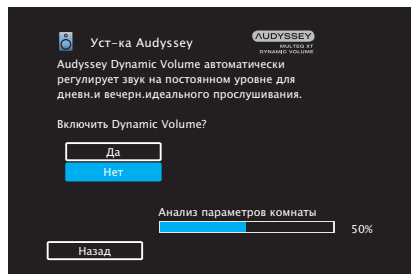 Уст-ка Audyssey
AUDYSSEY
MULTEQ XT
DYNAMIC VOLUME
Audyssey Dynamic Volume автоматически
регулирует звук на постоянном уровне для
дневн.и вечерн.идеального прослушивания.
Включить Dynamic Volume?
Да
Нет
Анализ параметров комнаты
50%
Назад